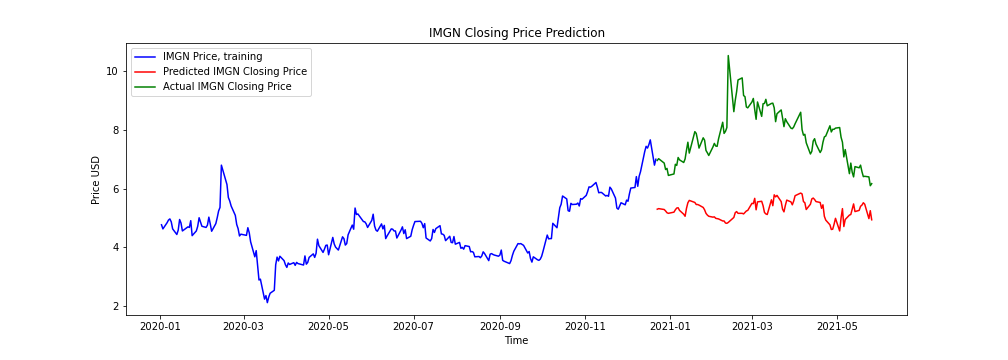 IMGN Closing Price Prediction
IMGN Price, training
Predicted IMGN Closing Price
Actual IMGN Closing Price
Price USD
10
8
6
4
2
2020-01
2020-03
2020-05
2020-07
2020-09
2020-11
2021-01
2021-03
2021-05
Time